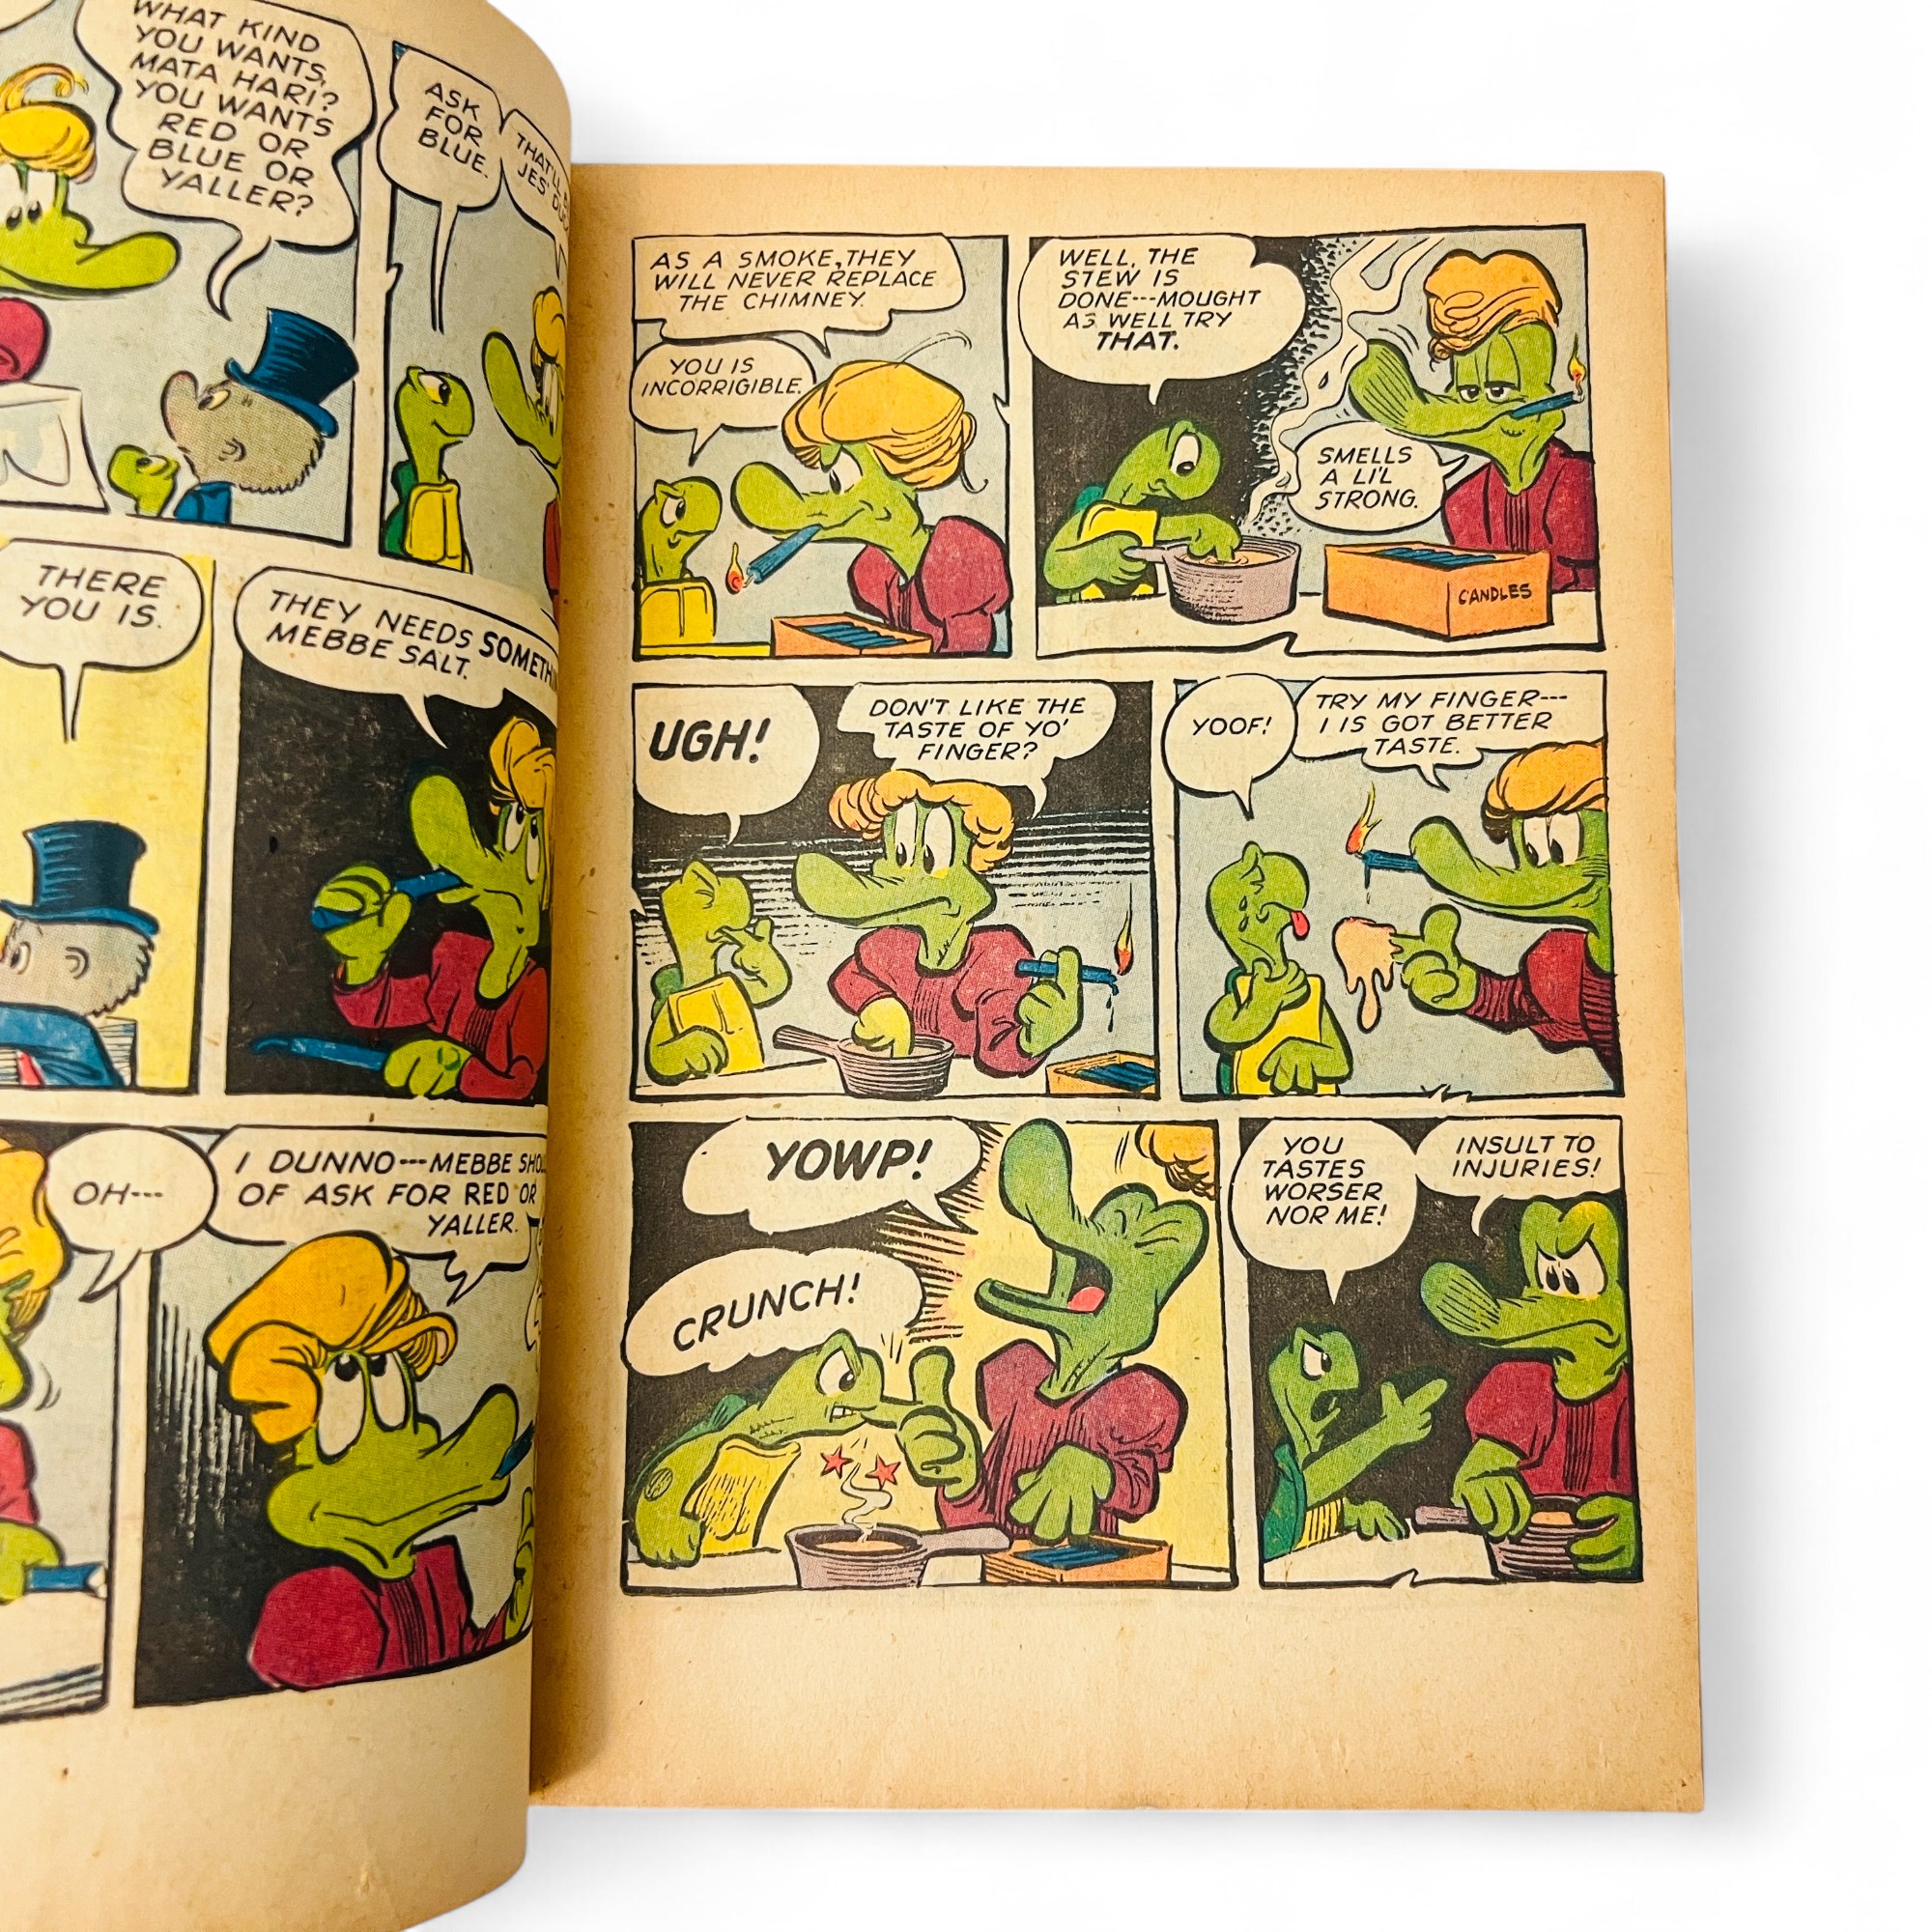 WHAT KIND
YOU WANTS,
MATA HARI?
YOU WANTS
RED OR
BLUE OR
YALLER?
ASK
FOR
BLUE.
THAT'LL
JES'
THERE
YOU IS.
THEY NEEDS
MEBBE SALT.
OH---
I DUNNO---MEBBE
OF ASK FOR RED OR
YALLER.
AS A SMOKE, THEY
WILL NEVER REPLACE
THE CHIMNEY.
YOU IS
INCORRIGIBLE.
WELL, THE
STEW IS
DONE---MOUGHT
AS WELL TRY
THAT.
SMELLS
A LI'L
STRONG.
CANDLES
UGH!
DON'T LIKE THE
TASTE OF YO'
FINGER?
YOOF!
TRY MY FINGER---
I IS GOT BETTER
TASTE.
YOWP!
CRUNCH!
YOU
TASTES
WORSER
NOR ME!
INSULT TO
INJURIES!